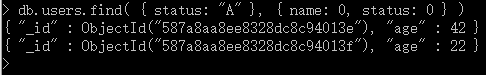 > db.users.find( { status: "A" }, { name: 0, status: 0 } )
{ "_id" : ObjectId("587a8aa8ee8328dc8c94013e"), "age" : 42 }
{ "_id" : ObjectId("587a8aa8ee8328dc8c94013f"), "age" : 22 }
>